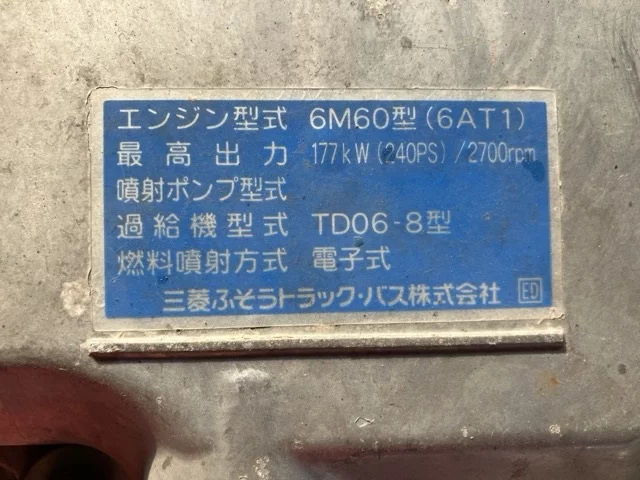 エンジン型式 6M60型(6AT1)
最高出力 177kW(240PS)/2700rpm
噴射ポンプ型式
過給機型式 TD06-8型
燃料噴射方式 電子式
三菱ふそうトラック・バス株式会社 ED